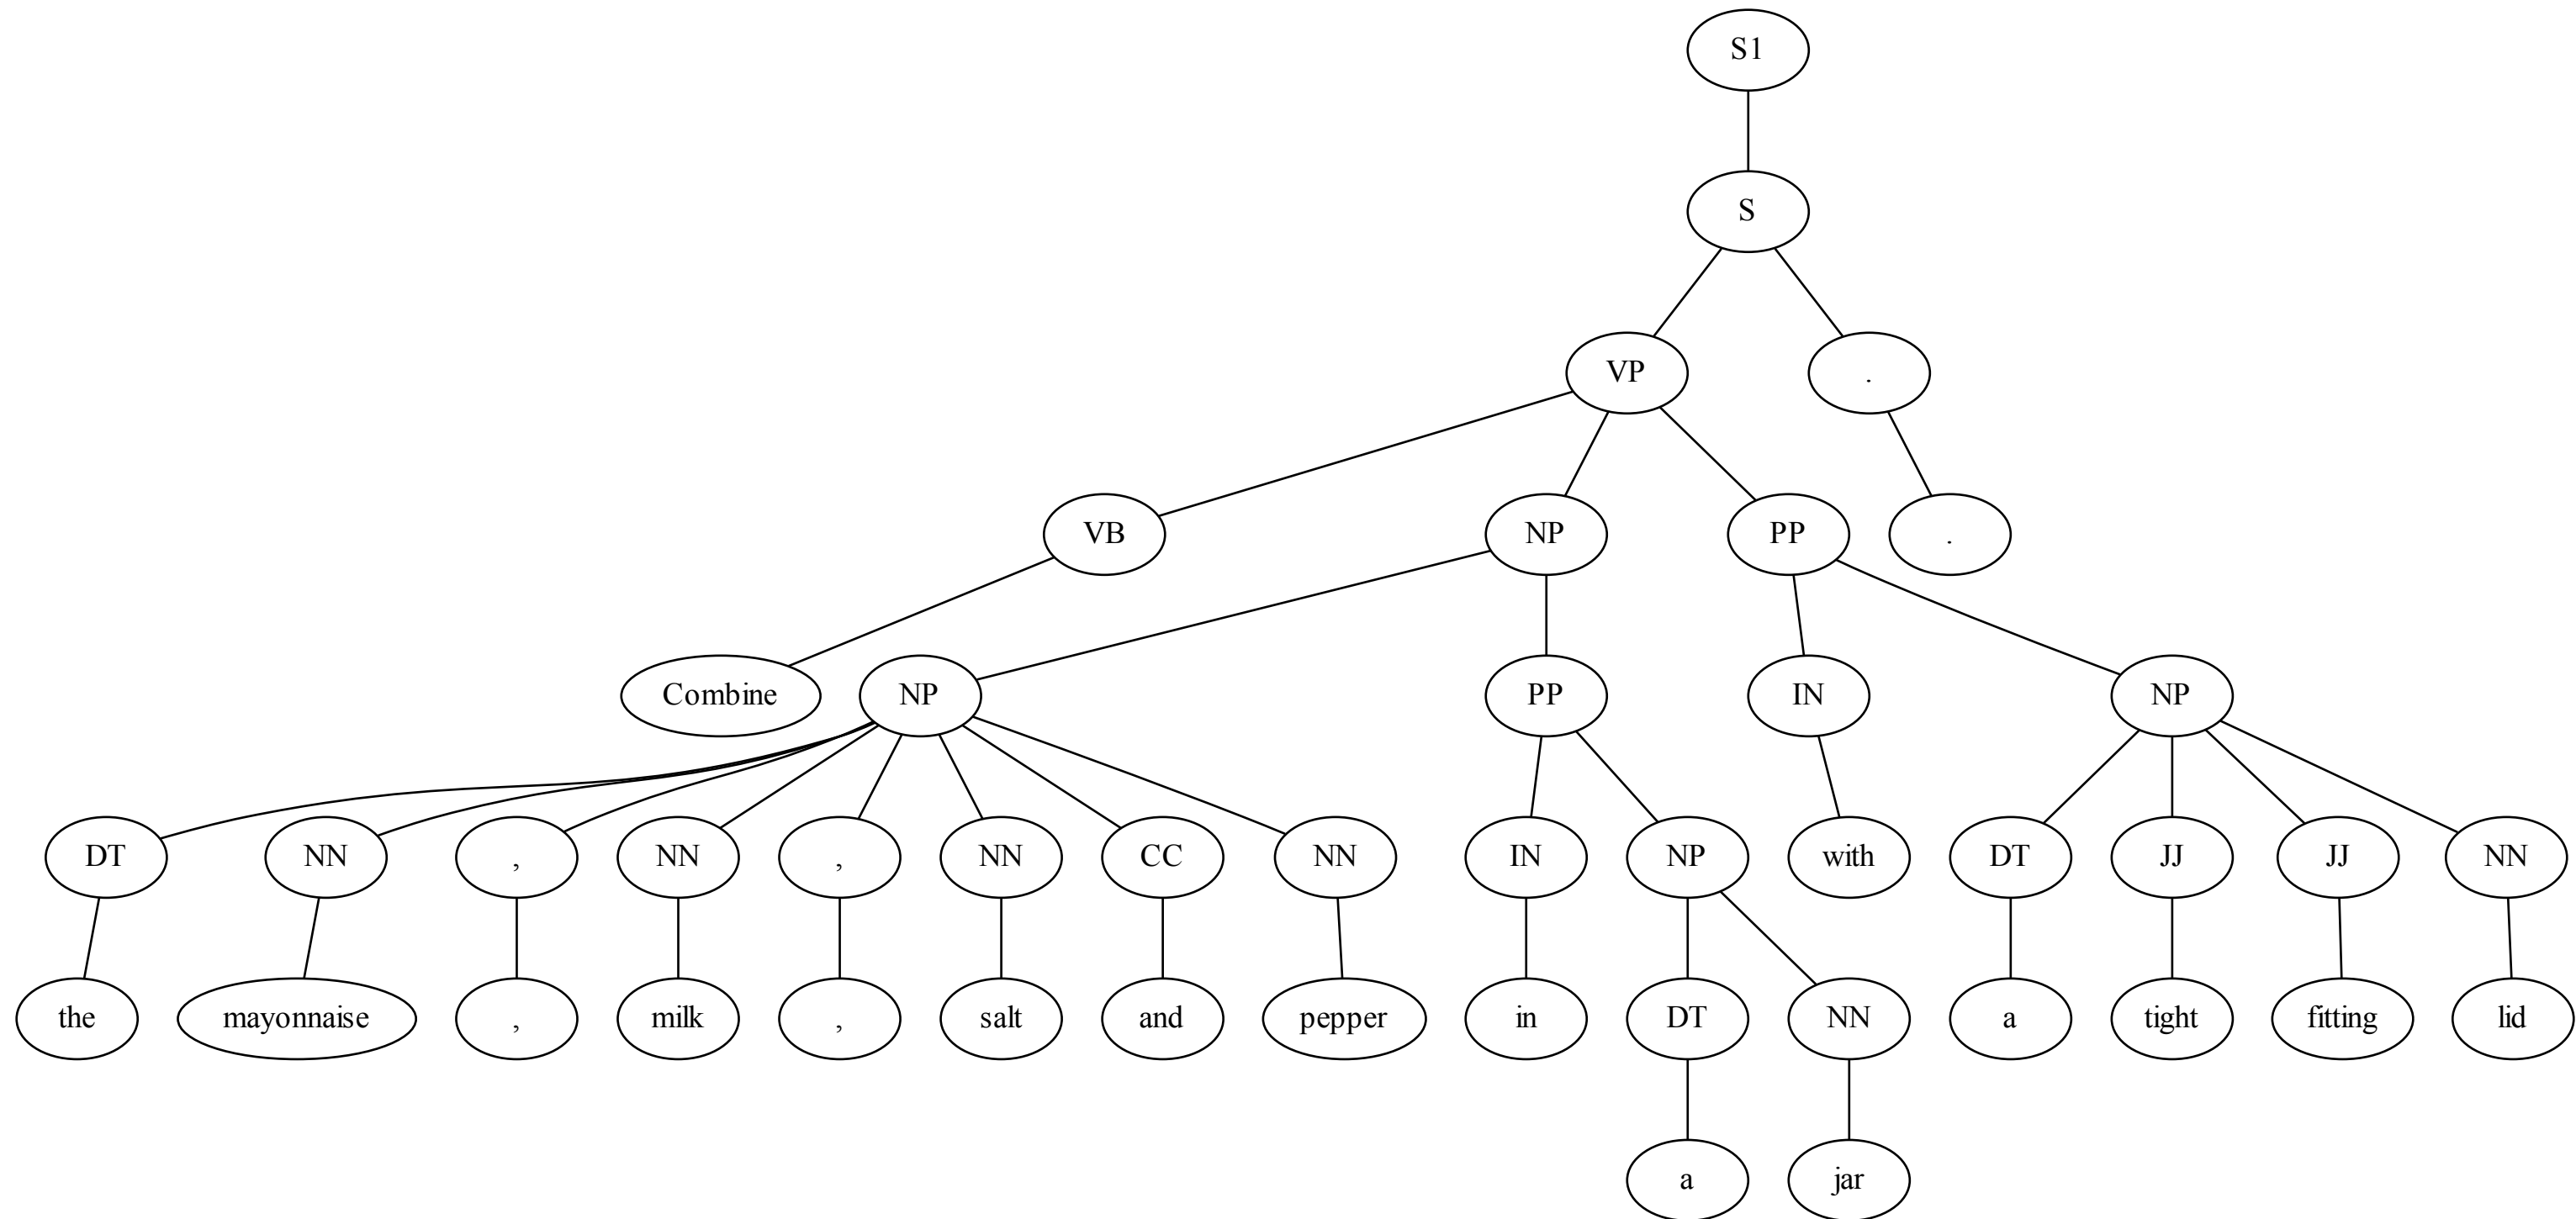 S1
S
VP .
VB NP PP .
Combine NP PP IN NP
DT NN , NN , NN CC NN IN NP with DT JJ JJ NN
the mayonnaise , milk , salt and pepper in DT NN a tight fitting lid
a jar